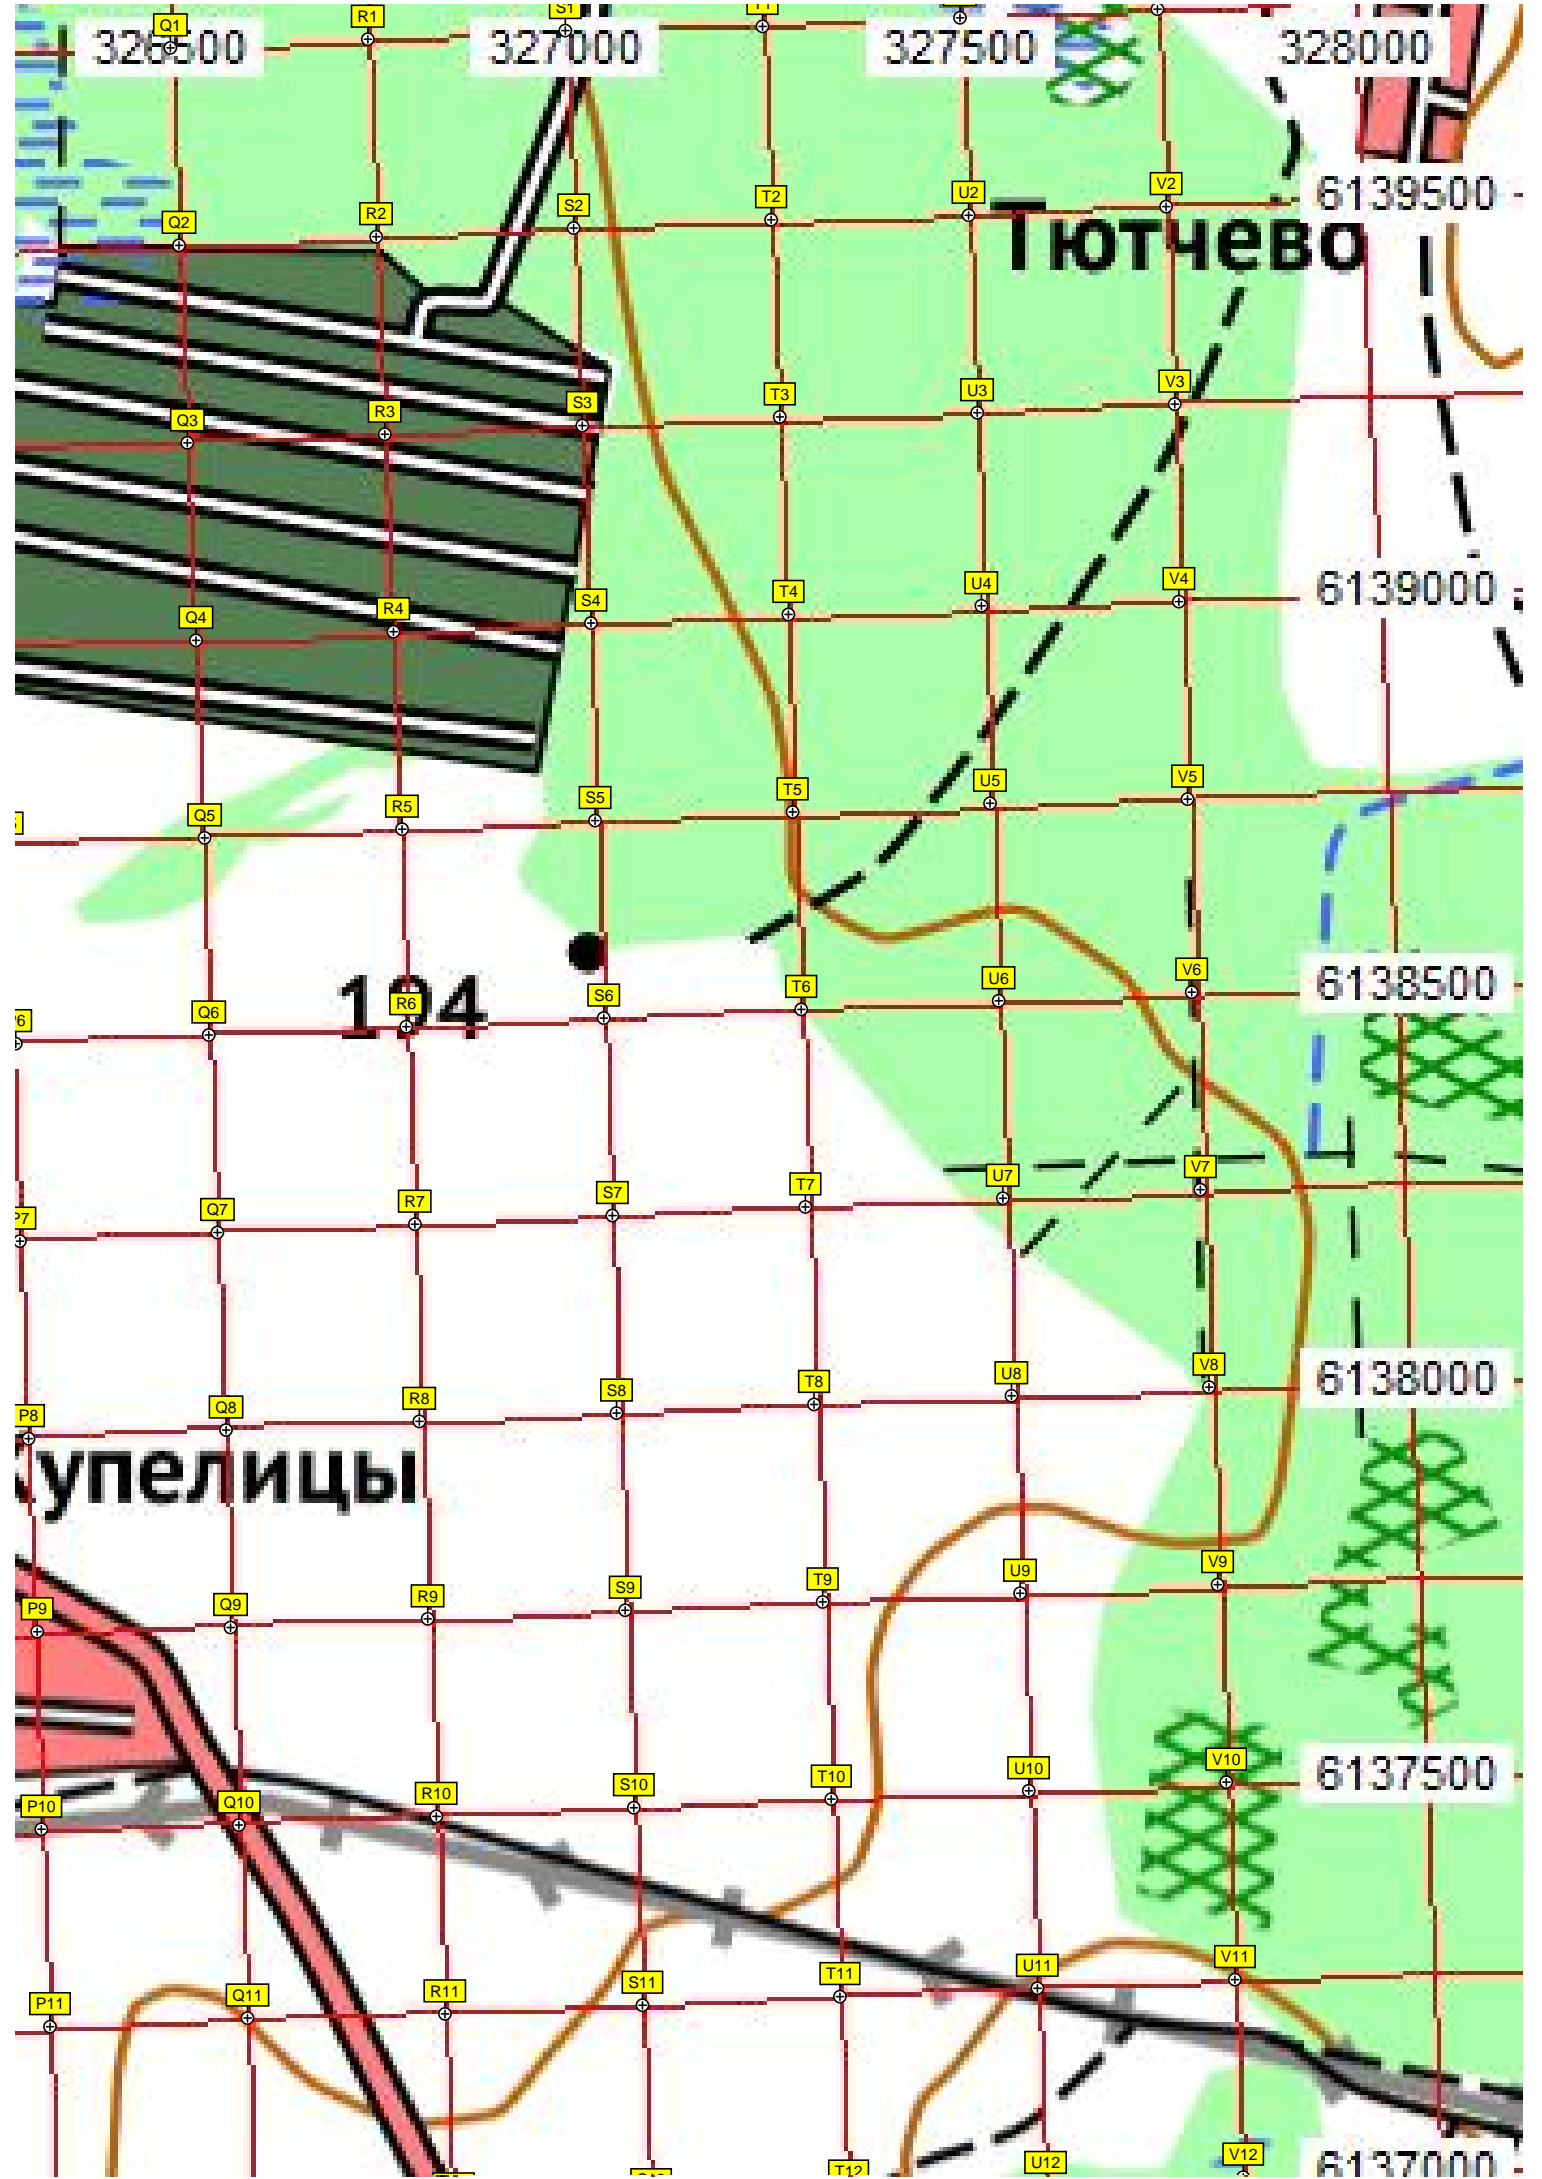 Q1 R1 S1 T1
326500 327000 327500 328000
Q2 R2 S2 T2 U2 V2 6139500
Тютчево
Q3 R3 S3 T3 U3 V3
Q4 R4 S4 T4 U4 V4 6139000
Q5 R5 S5 T5 U5 V5
194
Q6 R6 S6 T6 U6 V6 6138500
P7 Q7 R7 S7 T7 U7 V7
P8 Q8 R8 S8 T8 U8 V8 6138000
Купелицы
P9 Q9 R9 S9 T9 U9 V9
P10 Q10 R10 S10 T10 U10 V10 6137500
P11 Q11 R11 S11 T11 U11 V11
T12 U12 V12 6137000